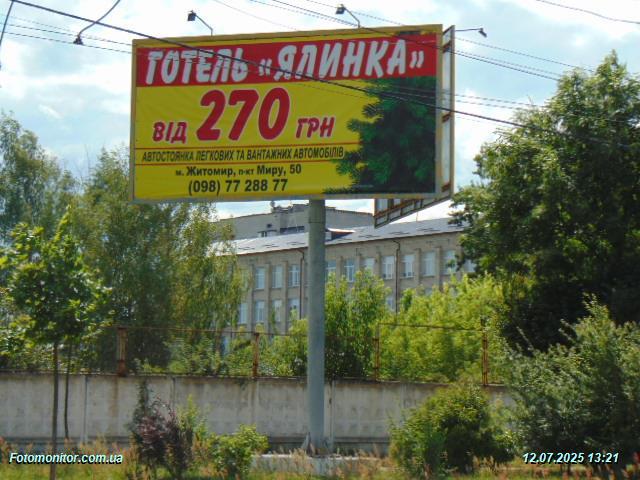 ГОТЕЛЬ «ЯЛИНКА»
ВІД 270 ГРН
АВТОСТОЯНКА ЛЕГКОВИХ ТА ВАНТАЖНИХ АВТОМОБІЛІВ
м. Житомир, п-кт Миру, 50
(098) 77 288 77
Fotomonitor.com.ua
12.07.2025 13:21